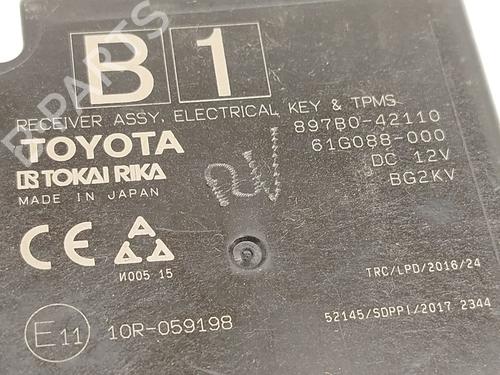 B 1
RECEIVER ASSY, ELECTRICAL KEY & TPMS
TOYOTA
897B0-42110
61G088-000
TOKAI RIKA
DC 12V
MADE IN JAPAN
BG2KV
CE
И005 15
TRC/LPD/2016/24
E11
10R-059198
52145/SDPPI/2017 2344